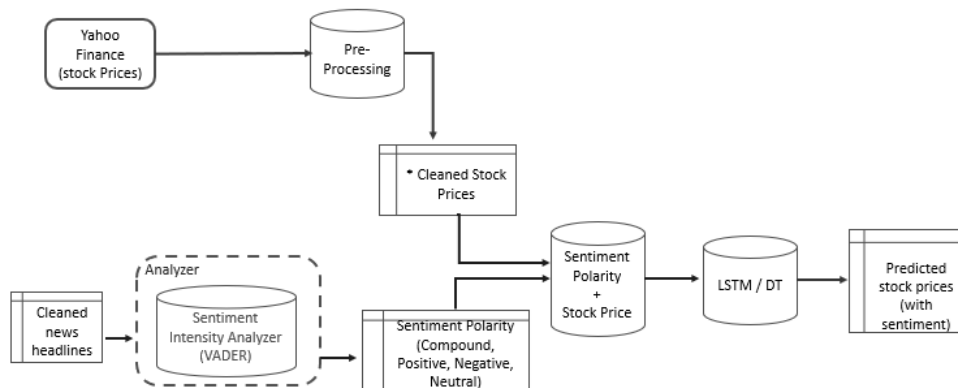 Yahoo
Finance
(stock Prices)
Pre-
Processing
* Cleaned Stock
Prices
Analyzer
Cleaned
news
headlines
Sentiment
Intensity Analyzer
(VADER)
Sentiment Polarity
(Compound,
Positive, Negative,
Neutral)
Sentiment
Polarity
+
Stock Price
LSTM / DT
Predicted
stock prices
(with
sentiment)